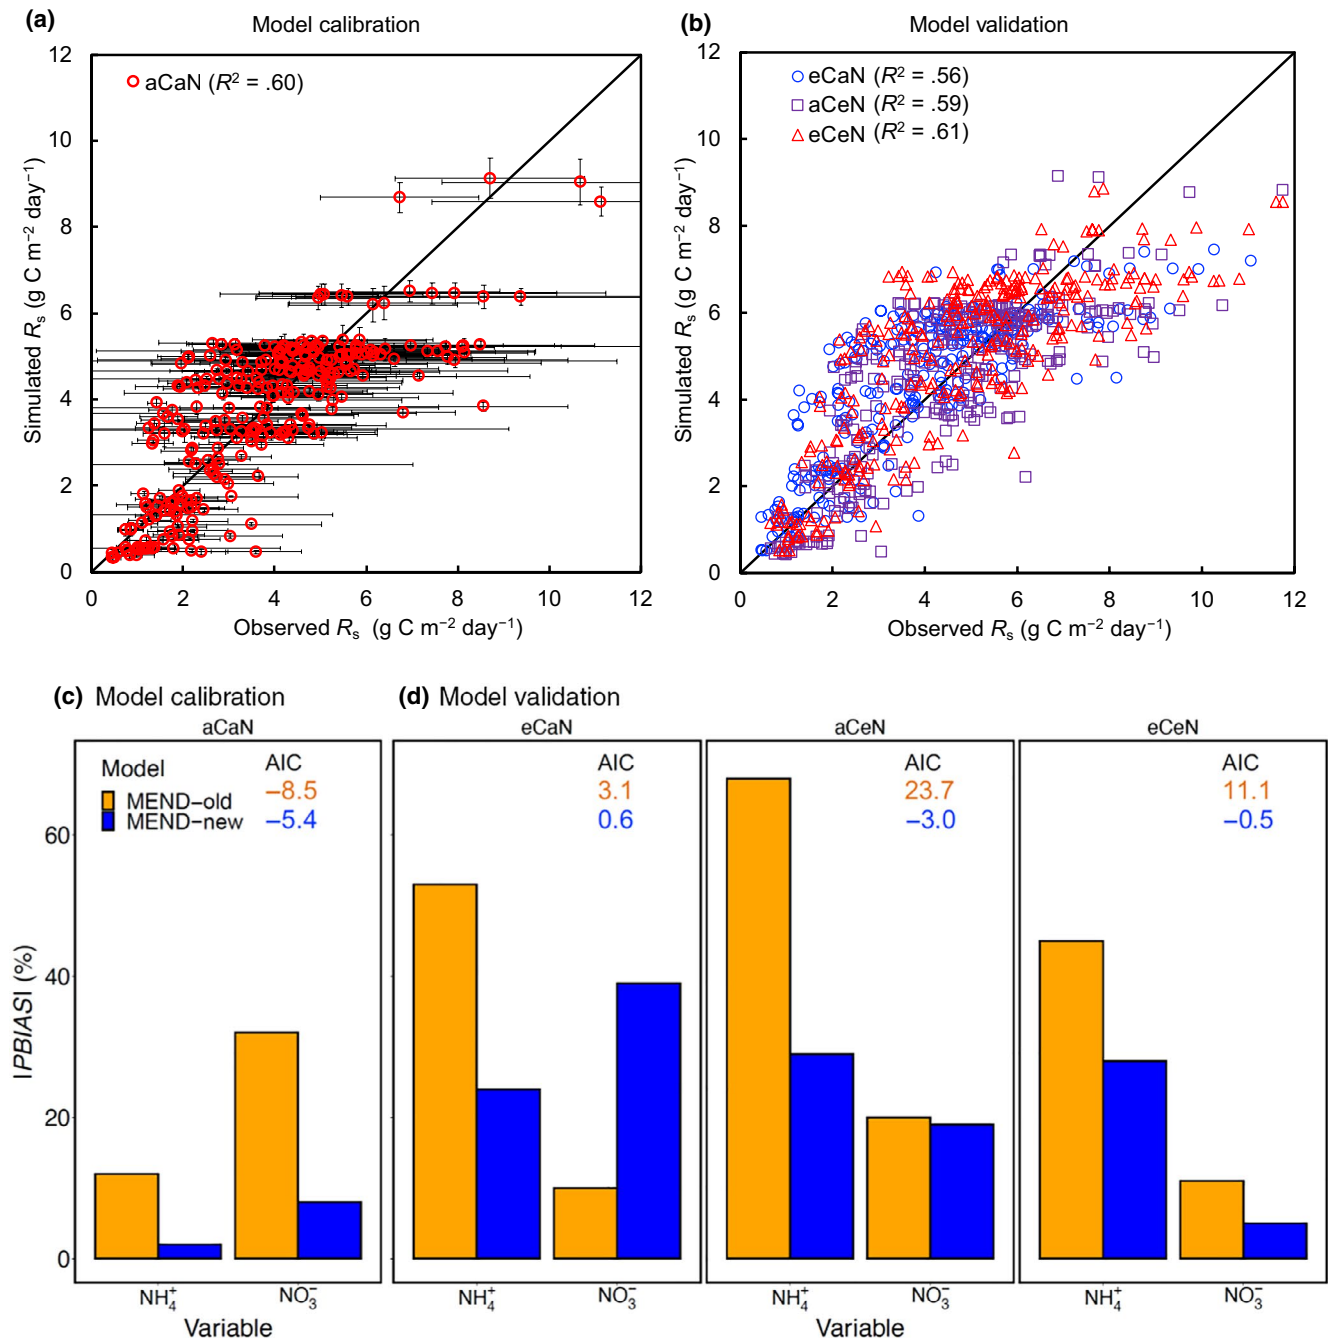 (a) Model calibration
12
10
8
6
4
2
0
0 2 4 6 8 10 12
Simulated Rs (g C m−2 day−1)
Observed Rs (g C m−2 day−1)
aCaN (R2 = .60)
(b) Model validation
12
10
8
6
4
2
0
0 2 4 6 8 10 12
Simulated Rs (g C m−2 day−1)
Observed Rs (g C m−2 day−1)
eCaN (R2 = .56)
aCeN (R2 = .59)
eCeN (R2 = .61)
(c) Model calibration
aCaN
Model AIC
MEND−old −8.5
MEND−new −5.4
60
40
20
0
|PBIAS| (%)
NH4+ NO3−
Variable
(d) Model validation
eCaN
AIC
3.1
0.6
NH4+ NO3−
aCeN
AIC
23.7
−3.0
NH4+ NO3−
Variable
eCeN
AIC
11.1
−0.5
NH4+ NO3−